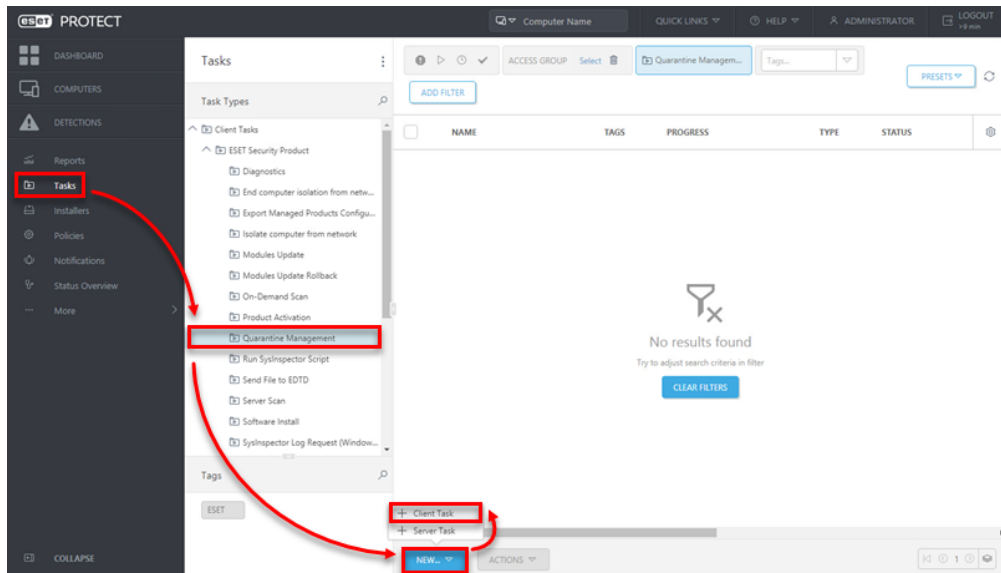 eset PROTECT
Computer Name
QUICK LINKS
HELP
ADMINISTRATOR
LOGOUT
>9 min
DASHBOARD
COMPUTERS
DETECTIONS
Reports
Tasks
Installers
Policies
Notifications
Status Overview
More
COLLAPSE
Tasks
Task Types
Client Tasks
ESET Security Product
Diagnostics
End computer isolation from netw...
Export Managed Products Configu...
Isolate computer from network
Modules Update
Modules Update Rollback
On-Demand Scan
Product Activation
Quarantine Management
Run SysInspector Script
Send File to EDTD
Server Scan
Software Install
SysInspector Log Request (Window...
Tags
ESET
ACCESS GROUP Select
Quarantine Managem...
Tags...
PRESETS
ADD FILTER
NAME TAGS PROGRESS TYPE STATUS
No results found
Try to adjust search criteria in filter
CLEAR FILTERS
Client Task
Server Task
NEW...
ACTIONS
1